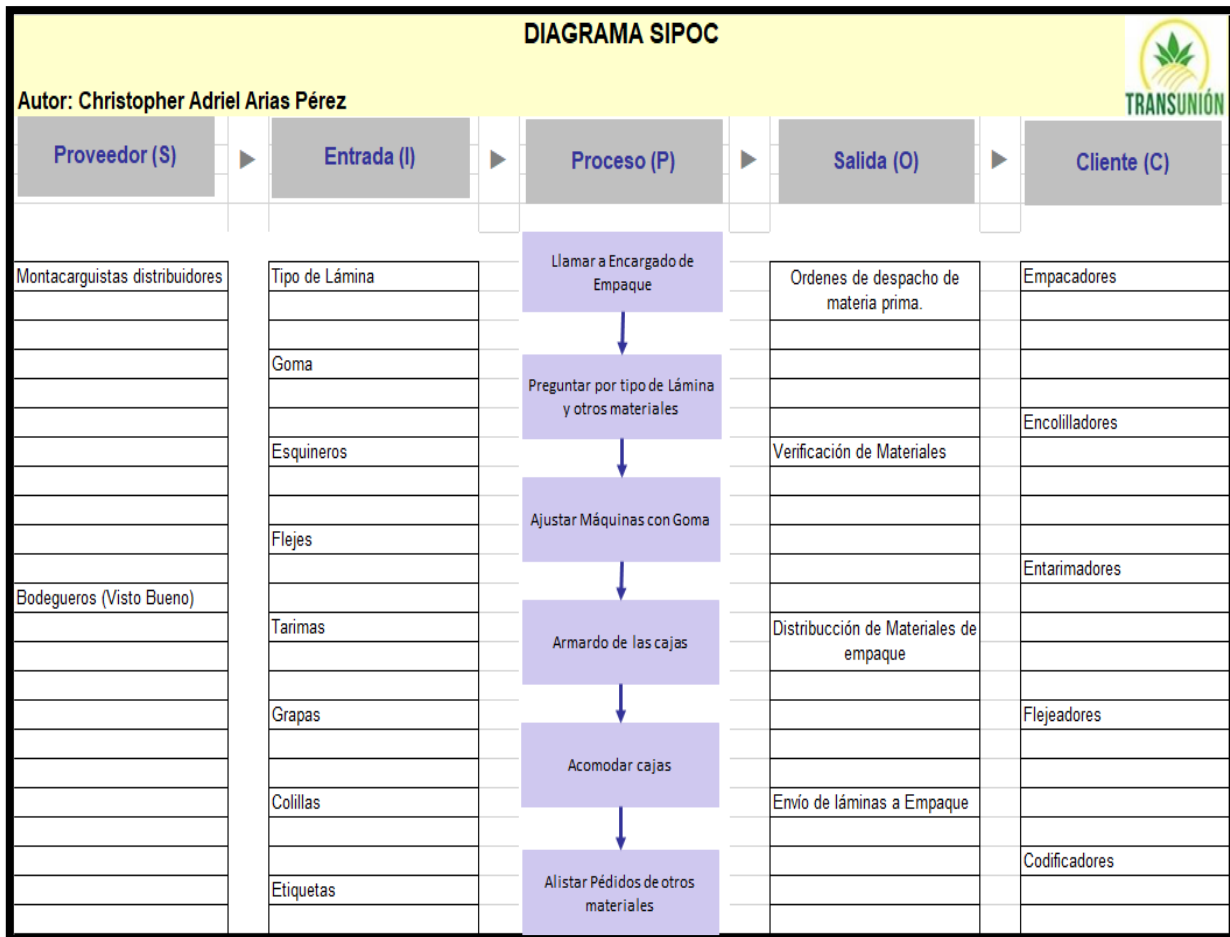 DIAGRAMA SIPOC
Autor: Christopher Adriel Arias Pérez
TRANSUNIÓN
Proveedor (S)
Entrada (I)
Proceso (P)
Salida (O)
Cliente (C)
Montacarguistas distribuidores
Bodegueros (Visto Bueno)
Tipo de Lámina
Goma
Esquineros
Flejes
Tarimas
Grapas
Colillas
Etiquetas
Llamar a Encargado de
Empaque
Preguntar por tipo de Lámina
y otros materiales
Ajustar Máquinas con Goma
Armardo de las cajas
Acomodar cajas
Alistar Pédidos de otros
materiales
Ordenes de despacho de
materia prima.
Verificación de Materiales
Distribucción de Materiales de
empaque
Envío de láminas a Empaque
Empacadores
Encolilladores
Entarimadores
Flejeadores
Codificadores